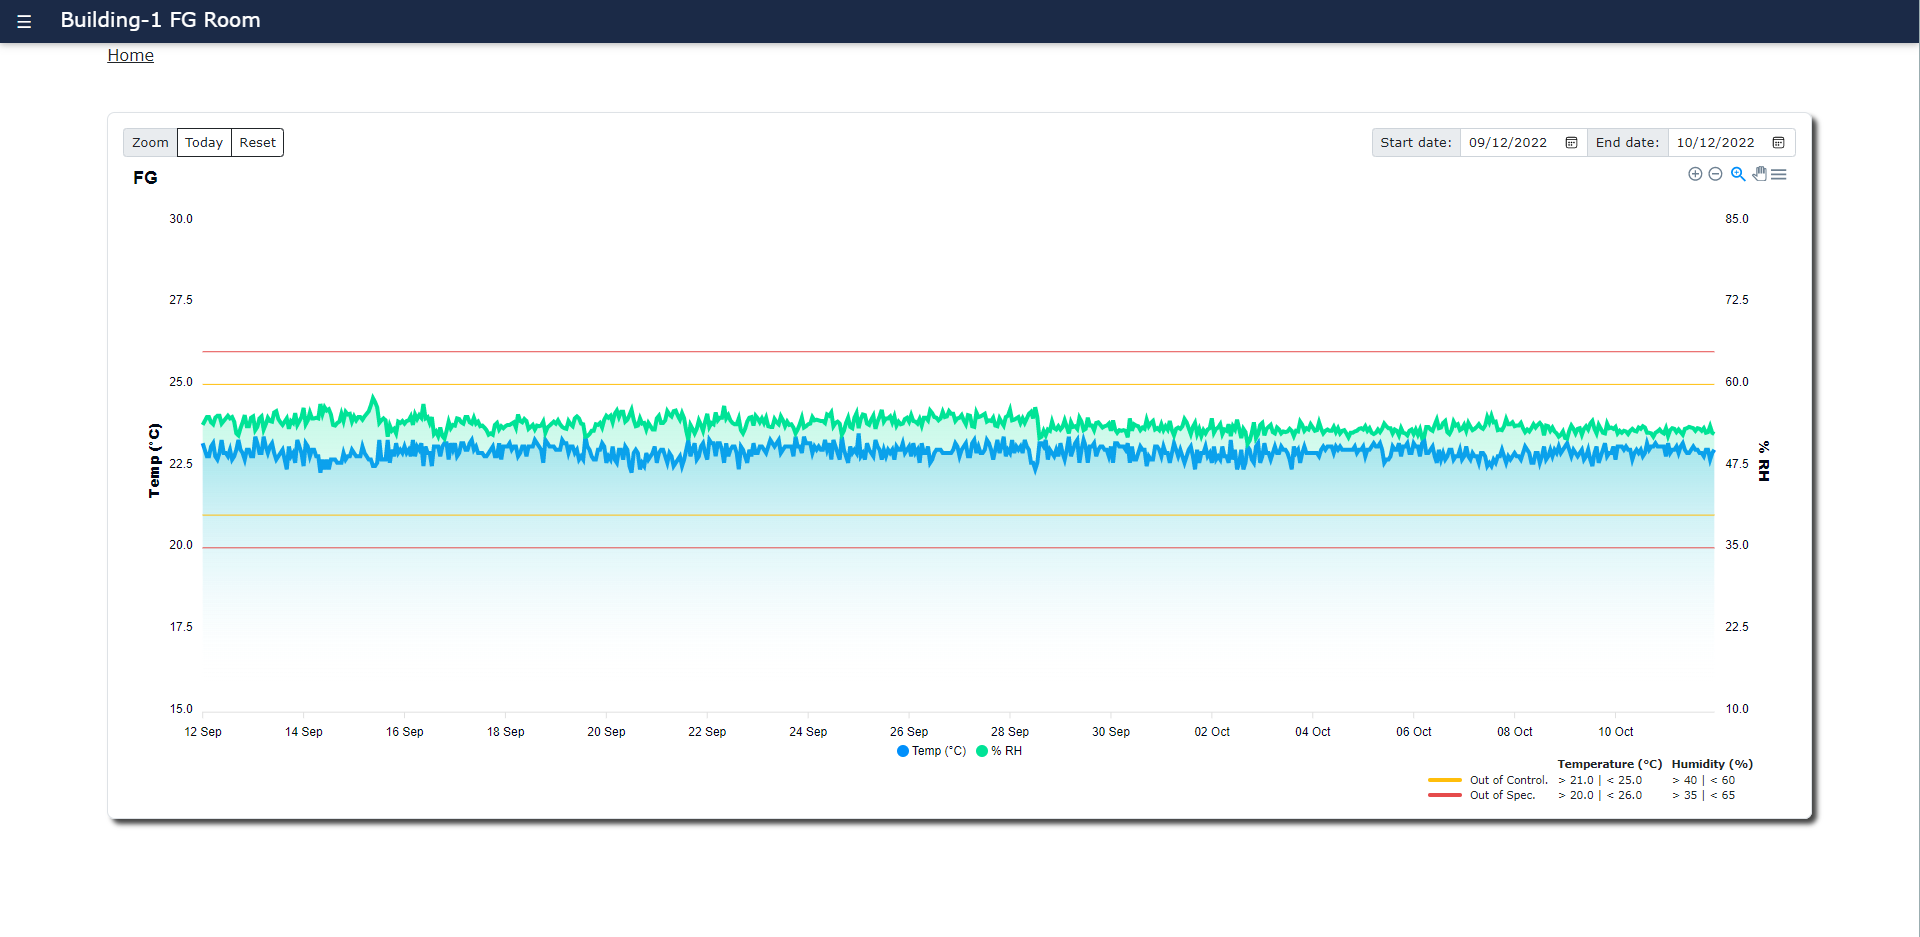 ☰ Building-1 FG Room
Home
Zoom Today Reset
Start date: 09/12/2022 End date: 10/12/2022
FG
30.0 85.0
27.5 72.5
25.0 60.0
22.5 47.5
20.0 35.0
17.5 22.5
15.0 10.0
Temp (°C)
% RH
12 Sep 14 Sep 16 Sep 18 Sep 20 Sep 22 Sep 24 Sep 26 Sep 28 Sep 30 Sep 02 Oct 04 Oct 06 Oct 08 Oct 10 Oct
Temp (°C) % RH
Temperature (°C) Humidity (%)
Out of Control. > 21.0 | < 25.0 > 40 | < 60
Out of Spec. > 20.0 | < 26.0 > 35 | < 65